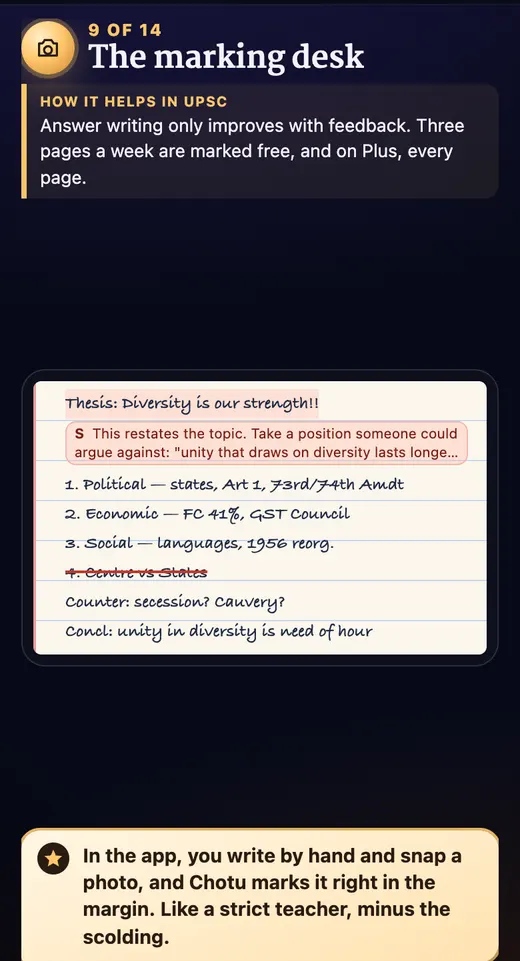 9 OF 14
The marking desk
HOW IT HELPS IN UPSC
Answer writing only improves with feedback. Three
pages a week are marked free, and on Plus, every
page.
Thesis: Diversity is our strength!!
S This restates the topic. Take a position someone could
argue against: "unity that draws on diversity lasts longe...
1. Political — states, Art 1, 73rd/74th Amdt
2. Economic — FC 41%, GST Council
3. Social — languages, 1956 reorg.
4. Centre vs States
Counter: secession? Cauvery?
Concl: unity in diversity is need of hour
In the app, you write by hand and snap a
photo, and Chotu marks it right in the
margin. Like a strict teacher, minus the
scolding.